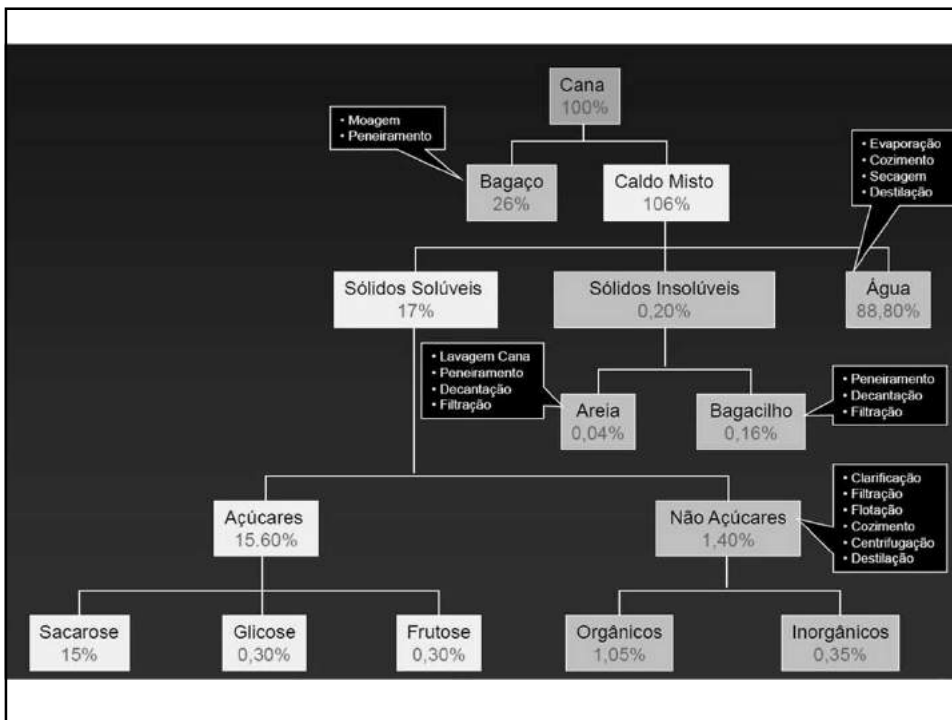 Cana
100%
• Moagem
• Peneiramento
• Evaporação
• Cozimento
• Secagem
• Destilação
Bagaço
26%
Caldo Misto
106%
Sólidos Solúveis
17%
Sólidos Insolúveis
0,20%
Água
88,80%
• Lavagem Cana
• Peneiramento
• Decantação
• Filtração
Areia
0,04%
Bagacilho
0,16%
• Peneiramento
• Decantação
• Filtração
Açúcares
15.60%
Não Açúcares
1,40%
• Clarificação
• Filtração
• Flotação
• Cozimento
• Centrifugação
• Destilação
Sacarose
15%
Glicose
0,30%
Frutose
0,30%
Orgânicos
1,05%
Inorgânicos
0,35%